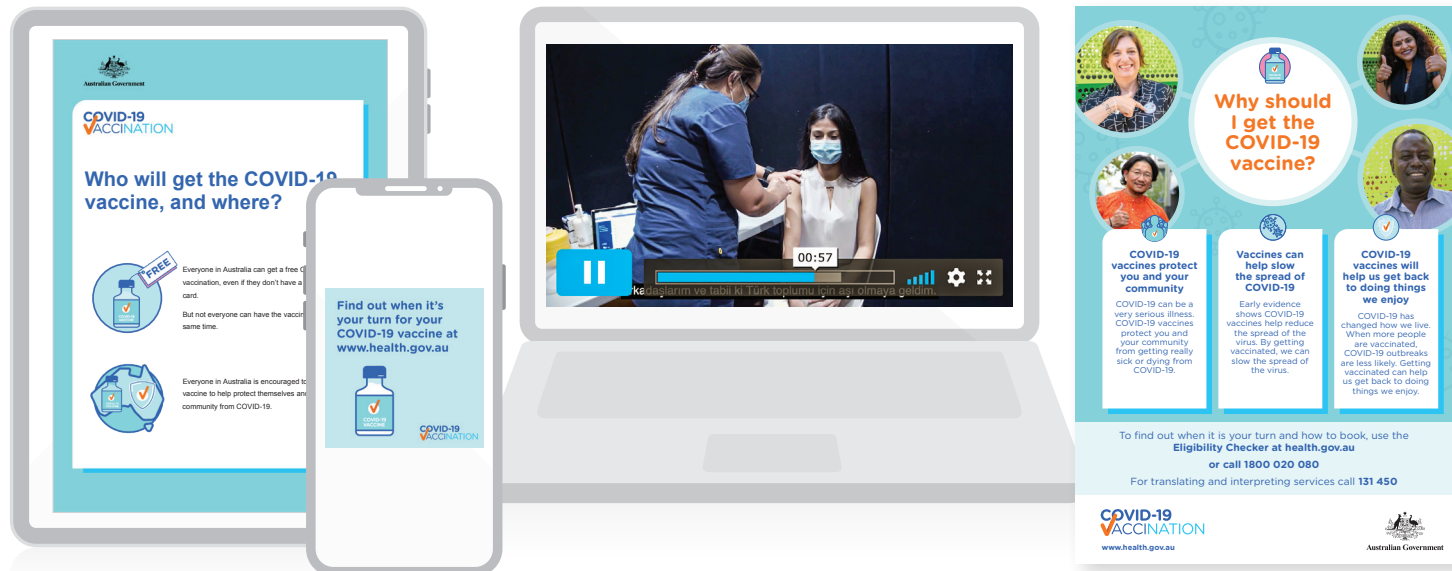 Australian Government
COVID-19
VACCINATION
Who will get the COVID-19
vaccine, and where?
FREE
Everyone in Australia can get a free
vaccination, even if they don't have a
card.
But not everyone can have the
same time.
Everyone in Australia is encouraged
vaccine to help protect themselves
community from COVID-19.
Find out when it's
your turn for your
COVID-19 vaccine at
www.health.gov.au
COVID-19
VACCINE
COVID-19
VACCINATION
00:57
ve tabii ki Türk toplumu için aşı olmaya geldim.
Why should
I get the
COVID-19
vaccine?
COVID-19
vaccines protect
you and your
community
COVID-19 can be a
very serious illness.
COVID-19 vaccines
protect you and
your community
from getting really
sick or dying from
COVID-19.
Vaccines can
help slow
the spread of
COVID-19
Early evidence
shows COVID-19
vaccines help reduce
the spread of the
virus. By getting
vaccinated, we can
slow the spread of
the virus.
COVID-19
vaccines will
help us get back
to doing things
we enjoy
COVID-19 has
changed how we live.
When more people
are vaccinated,
COVID-19 outbreaks
are less likely. Getting
vaccinated can help
us get back to doing
things we enjoy.
To find out when it is your turn and how to book, use the
Eligibility Checker at health.gov.au
or call 1800 020 080
For translating and interpreting services call 131 450
COVID-19
VACCINATION
www.health.gov.au
Australian Government